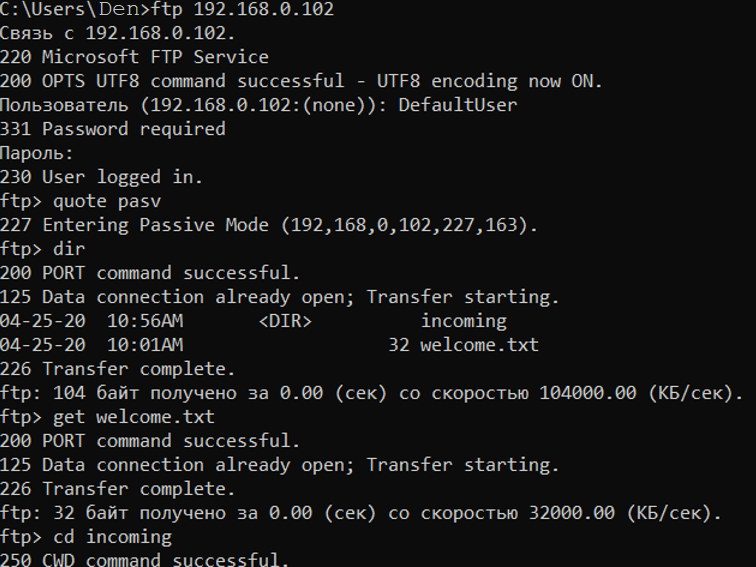 C:\Users\Den>ftp 192.168.0.102
Связь с 192.168.0.102.
220 Microsoft FTP Service
200 OPTS UTF8 command successful - UTF8 encoding now ON.
Пользователь (192.168.0.102:(none)): DefaultUser
331 Password required
Пароль:
230 User logged in.
ftp> quote pasv
227 Entering Passive Mode (192,168,0,102,227,163).
ftp> dir
200 PORT command successful.
125 Data connection already open; Transfer starting.
04-25-20  10:56AM       <DIR>          incoming
04-25-20  10:01AM                   32 welcome.txt
226 Transfer complete.
ftp: 104 байт получено за 0.00 (сек) со скоростью 104000.00 (КБ/сек).
ftp> get welcome.txt
200 PORT command successful.
125 Data connection already open; Transfer starting.
226 Transfer complete.
ftp: 32 байт получено за 0.00 (сек) со скоростью 32000.00 (КБ/сек).
ftp> cd incoming
250 CWD command successful.